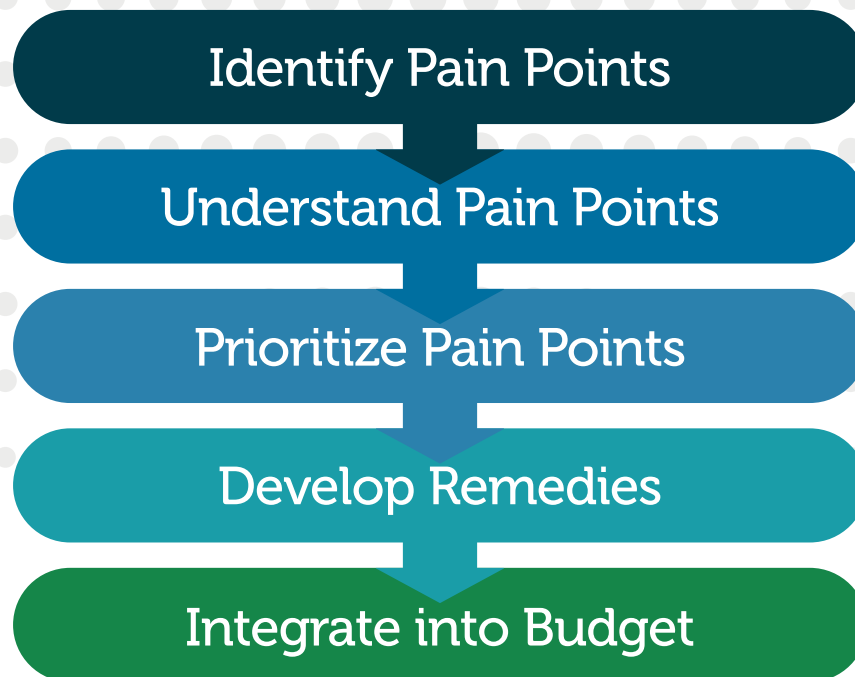 Identify Pain Points
Understand Pain Points
Prioritize Pain Points
Develop Remedies
Integrate into Budget